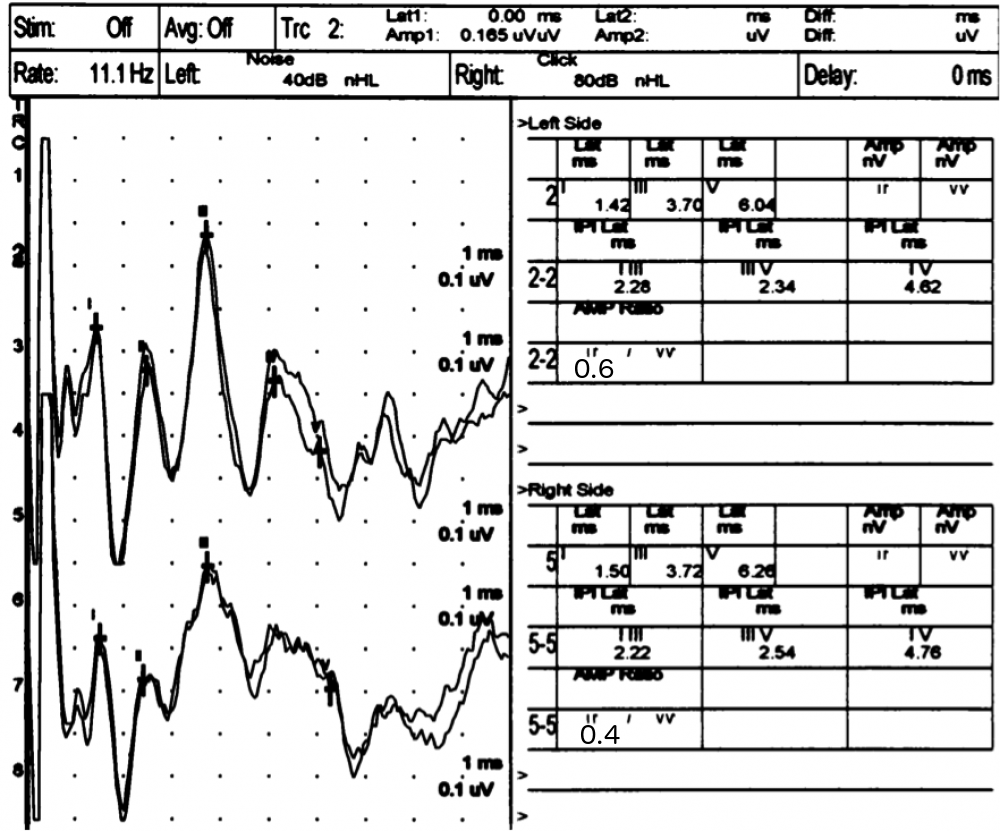 Stim: Off Avg: Off Trc 2: Lat1: 0.00 ms Lat2: ms Diff: ms
Amp1: 0.165 uVuV Amp2: uV Diff: uV
Rate: 11.1 Hz Left: Noise 40dB nHL Right: Click 80dB nHL Delay: 0 ms
>Left Side
Lat ms Lat ms Lat ms Amp nV Amp nV
1
2 I 1.42 III 3.70 V 6.04
IPI Lat ms IPI Lat ms IPI Lat ms
1 ms
0.1 uV
2-2 I III 2.28 III V 2.34 I V 4.62
AMP Ratio
3
1 ms
0.1 uV
2-2 0.6
4
>
>
>Right Side
5
1 ms
0.1 uV
Lat ms Lat ms Lat ms Amp nV Amp nV
5 I 1.50 III 3.72 V 6.26
6
1 ms
0.1 uV
IPI Lat ms IPI Lat ms IPI Lat ms
5-5 I III 2.22 III V 2.54 I V 4.76
AMP Ratio
7
5-5 0.4
8
1 ms
0.1 uV
>
>